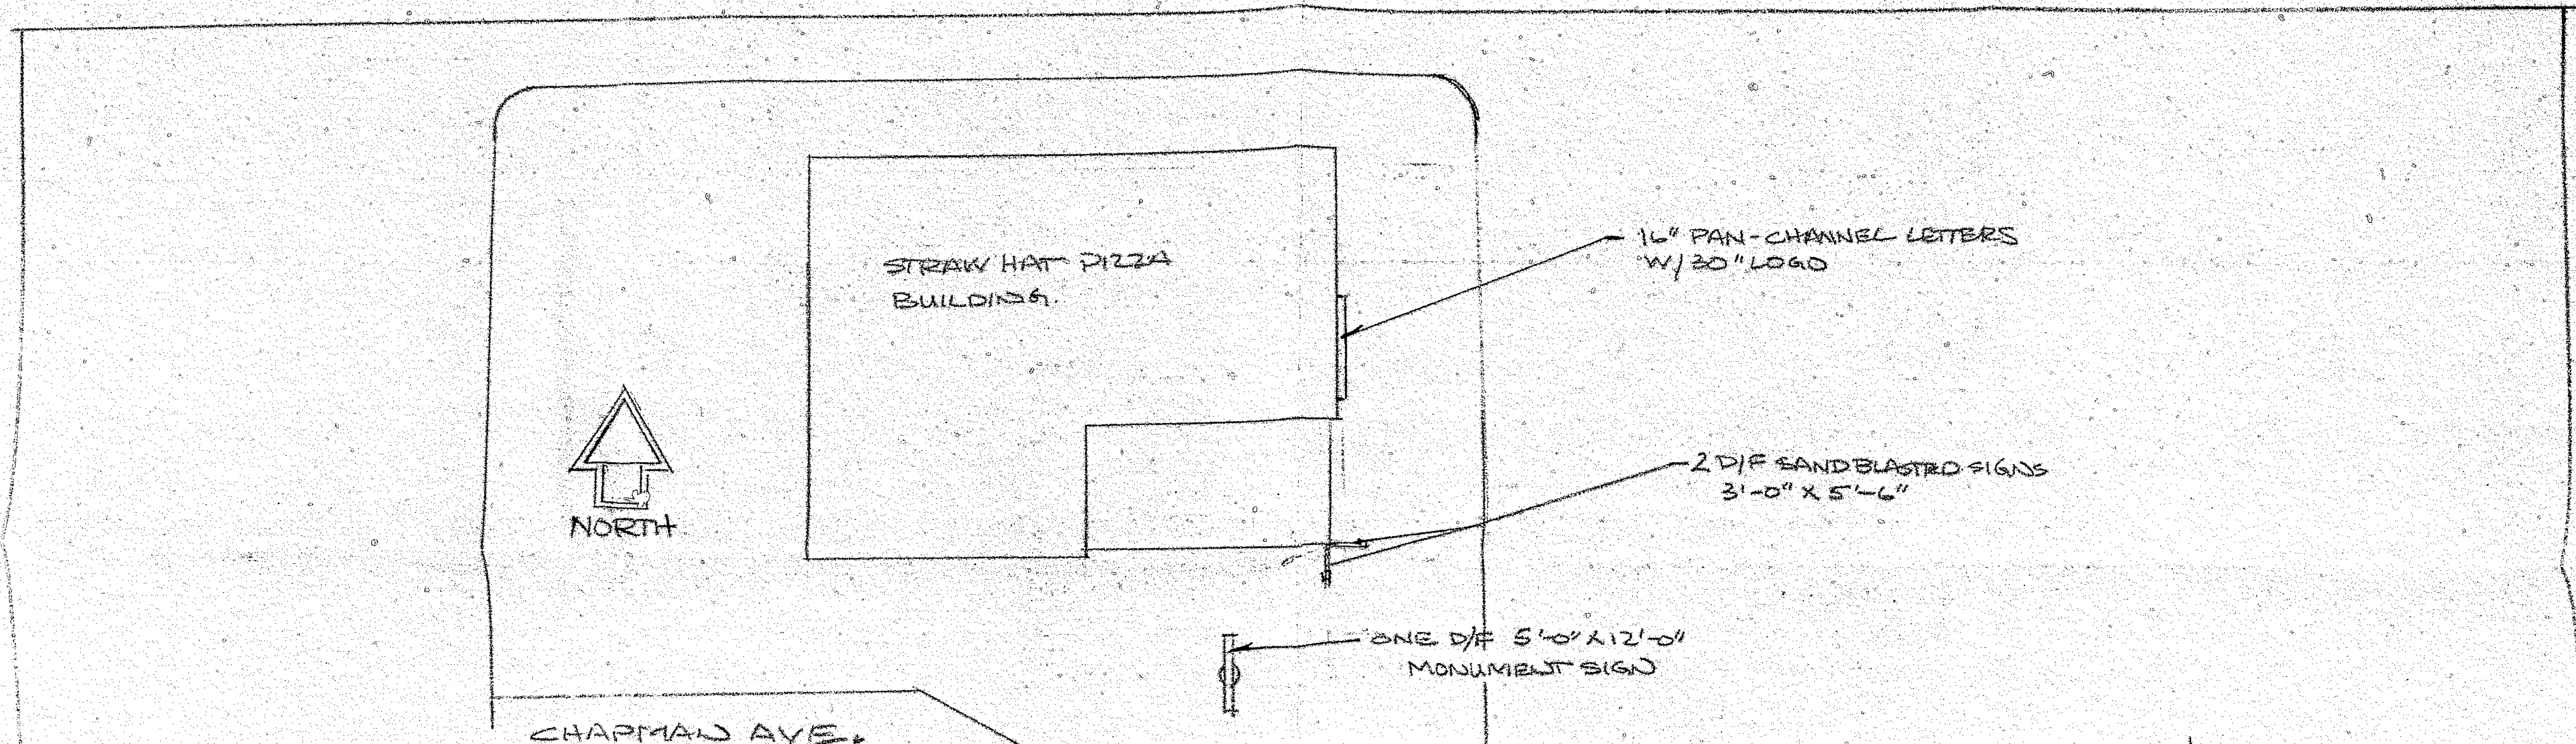 STRAW HAT PIZZA
BUILDING.
16" PAN-CHANNEL LETTERS
W/30" LOGO
NORTH
2 D/F SANDBLASTED SIGNS
3'-0" X 5'-6"
ONE D/F 5'-0" X 12'-0"
MONUMENT SIGN
CHAPMAN AVE.